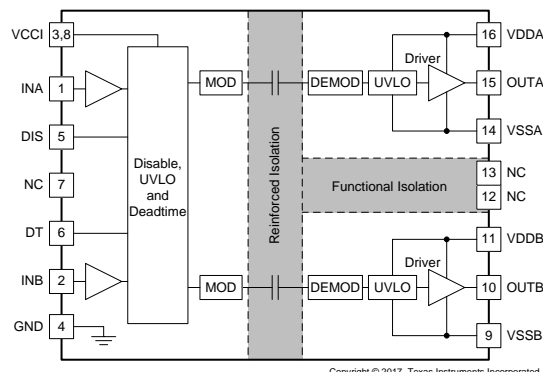 VCCI 3,8
16 VDDA
Driver
INA 1
MOD
DEMOD
UVLO
15 OUTA
DIS 5
14 VSSA
Disable,
UVLO
and
Deadtime
Reinforced Isolation
Functional Isolation
13 NC
12 NC
NC 7
DT 6
11 VDDB
Driver
INB 2
MOD
DEMOD
UVLO
10 OUTB
GND 4
9 VSSB
Copyright © 2017, Texas Instruments Incorporated